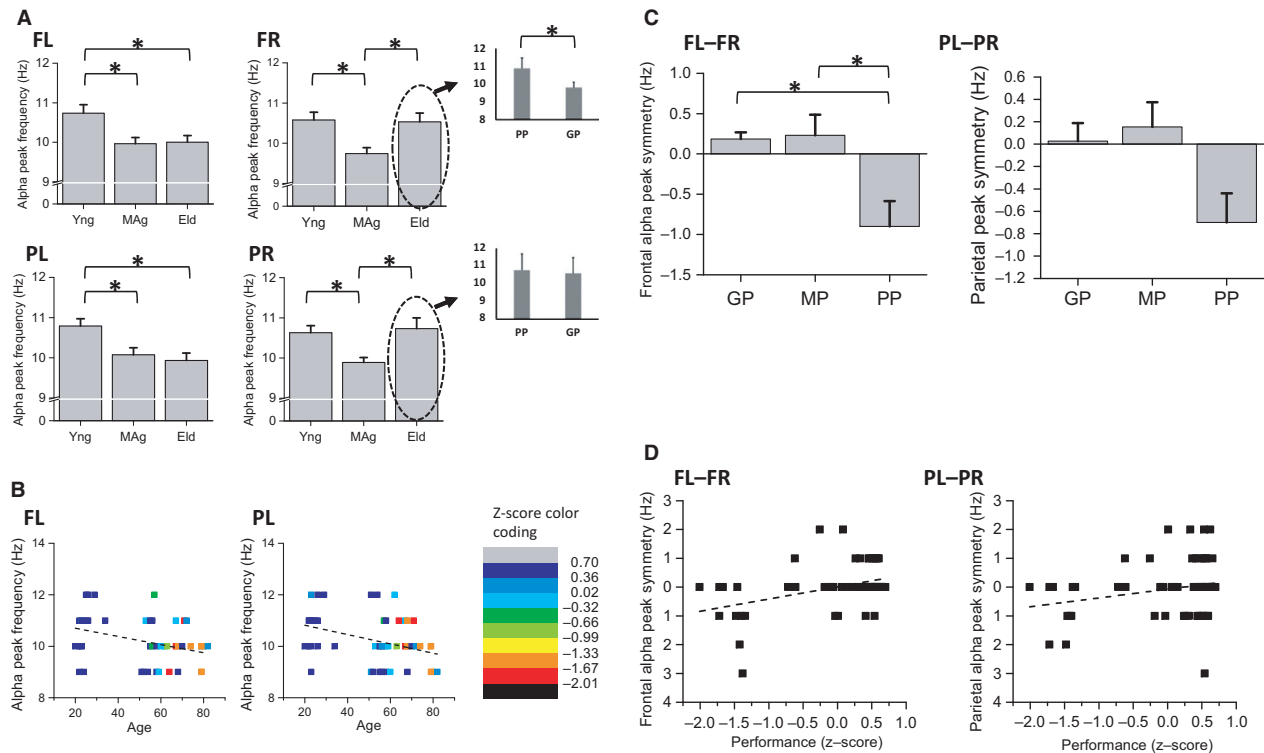 A
FL
Alpha peak frequency (Hz)
12
11
10
9
0
Yng MAg Eld
*
*
FR
Alpha peak frequency (Hz)
12
11
10
9
0
Yng MAg Eld
*
*
12
11
10
9
8
PP GP
*
PL
Alpha peak frequency (Hz)
12
11
10
9
0
Yng MAg Eld
*
*
PR
Alpha peak frequency (Hz)
12
11
10
9
0
Yng MAg Eld
*
*
12
11
10
9
8
PP GP
B
FL
Alpha peak frequency (Hz)
14
12
10
8
20 40 60 80
Age
PL
Alpha peak frequency (Hz)
14
12
10
8
20 40 60 80
Age
Z-score color
coding
0.70
0.36
0.02
−0.32
−0.66
−0.99
−1.33
−1.67
−2.01
C
FL–FR
Frontal alpha peak symmetry (Hz)
1.0
0.5
0.0
−0.5
−1.0
−1.5
GP MP PP
*
*
PL–PR
Parietal peak symmetry (Hz)
0.6
0.4
0.2
0.0
−0.2
−0.4
−0.6
−0.8
−1.0
−1.2
GP MP PP
D
FL–FR
Frontal alpha peak symmetry (Hz)
3
2
1
0
1
2
3
4
−2.0 −1.5 −1.0 −0.5 0.0 0.5 1.0
Performance (z–score)
PL–PR
Parietal alpha peak symmetry (Hz)
3
2
1
0
1
2
3
4
−2.0 −1.5 −1.0 −0.5 0.0 0.5 1.0
Performance (z–score)